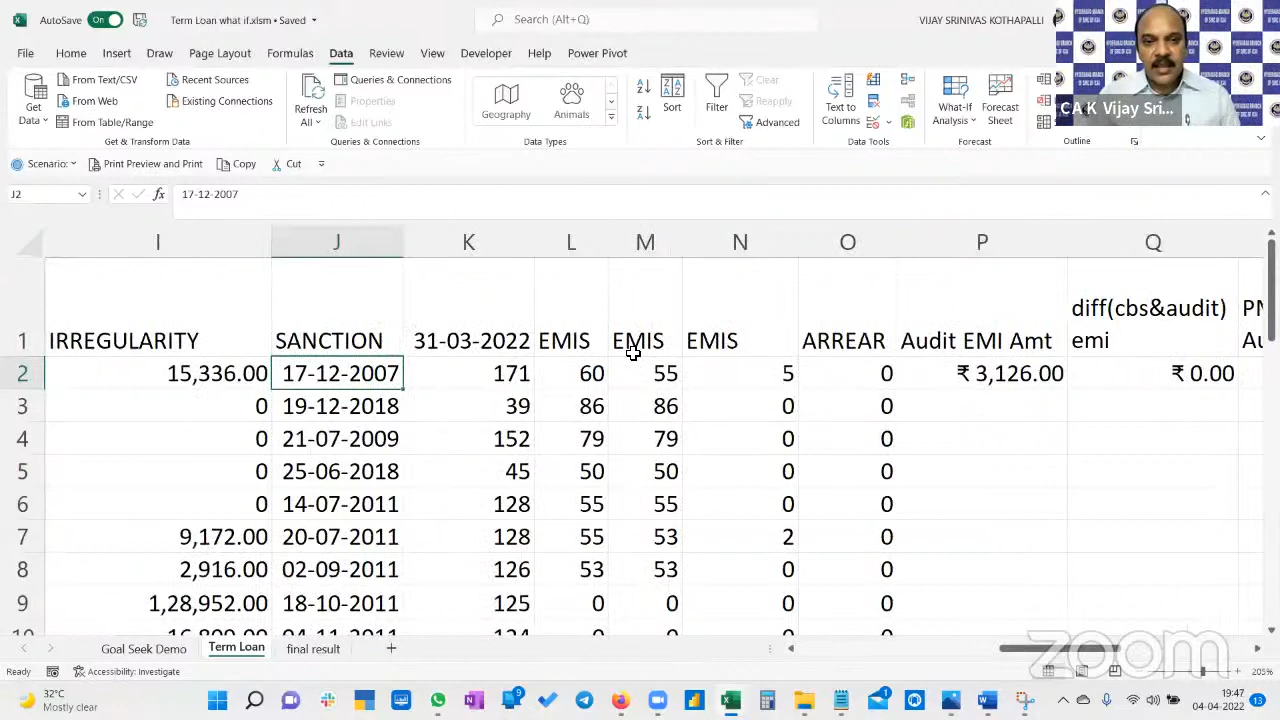 AutoSave On Term Loan what if.xlsm • Saved Search (Alt+Q) VIJAY SRINIVAS KOTHAPALLI
File Home Insert Draw Page Layout Formulas Data Review View Developer Help Power Pivot
Get Data
From Text/CSV
From Web
From Table/Range
Recent Sources
Existing Connections
Refresh All
Queries & Connections
Properties
Edit Links
Geography Animals
Sort
Filter
Clear
Reapply
Advanced
Text to Columns
What-If Analysis
Forecast Sheet
C A K Vijay Sri...
Get & Transform Data Queries & Connections Data Types Sort & Filter Data Tools Forecast Outline
Scenario: Print Preview and Print Copy Cut
J2 fx 17-12-2007
I J K L M N O P Q
diff(cbs&audit)
1 IRREGULARITY SANCTION 31-03-2022 EMIS EMIS EMIS ARREAR Audit EMI Amt emi
2 15,336.00 17-12-2007 171 60 55 5 0 ₹ 3,126.00 ₹ 0.00
3 0 19-12-2018 39 86 86 0 0
4 0 21-07-2009 152 79 79 0 0
5 0 25-06-2018 45 50 50 0 0
6 0 14-07-2011 128 55 55 0 0
7 9,172.00 20-07-2011 128 55 53 2 0
8 2,916.00 02-09-2011 126 53 53 0 0
9 1,28,952.00 18-10-2011 125 0 0 0 0
Goal Seek Demo Term Loan final result
zoom
Ready Accessibility: Investigate 205%
32°C
Mostly clear
19:47
04-04-2022
13